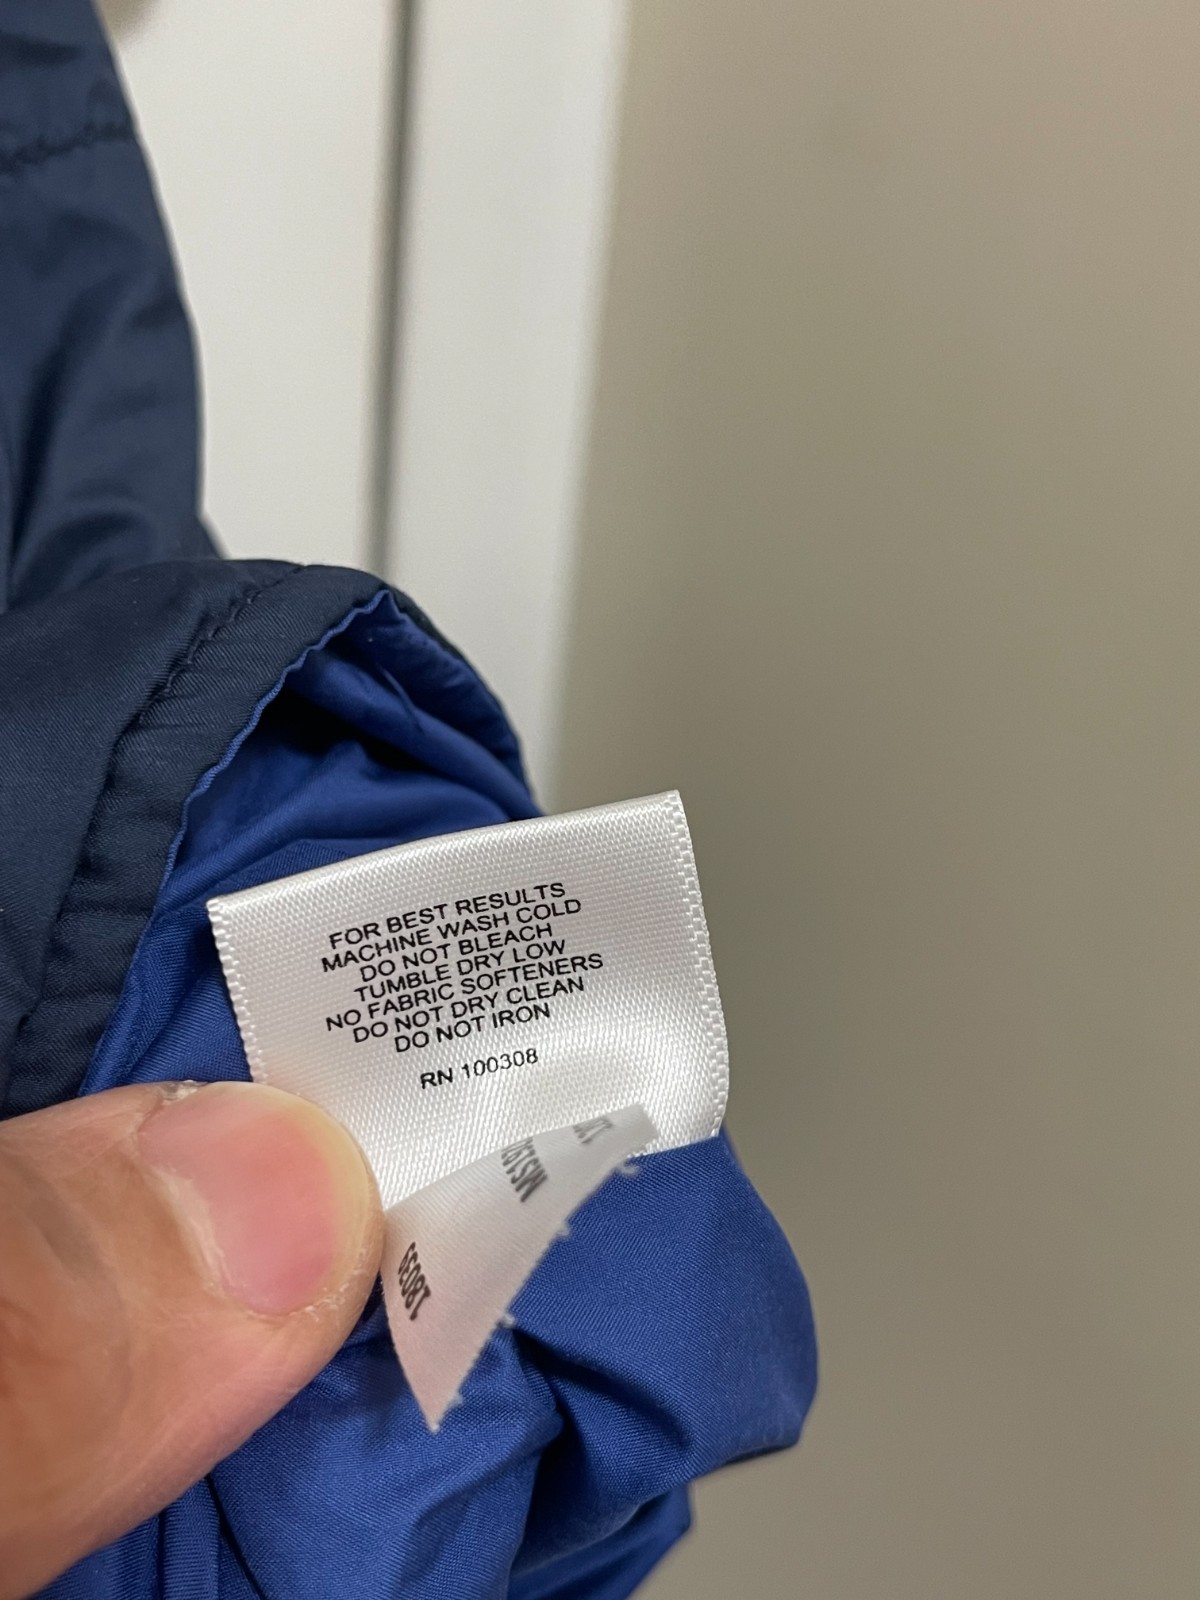 FOR BEST RESULTS
MACHINE WASH COLD
DO NOT BLEACH
TUMBLE DRY LOW
NO FABRIC SOFTENERS
DO NOT DRY CLEAN
DO NOT IRON
RN 100308
18039